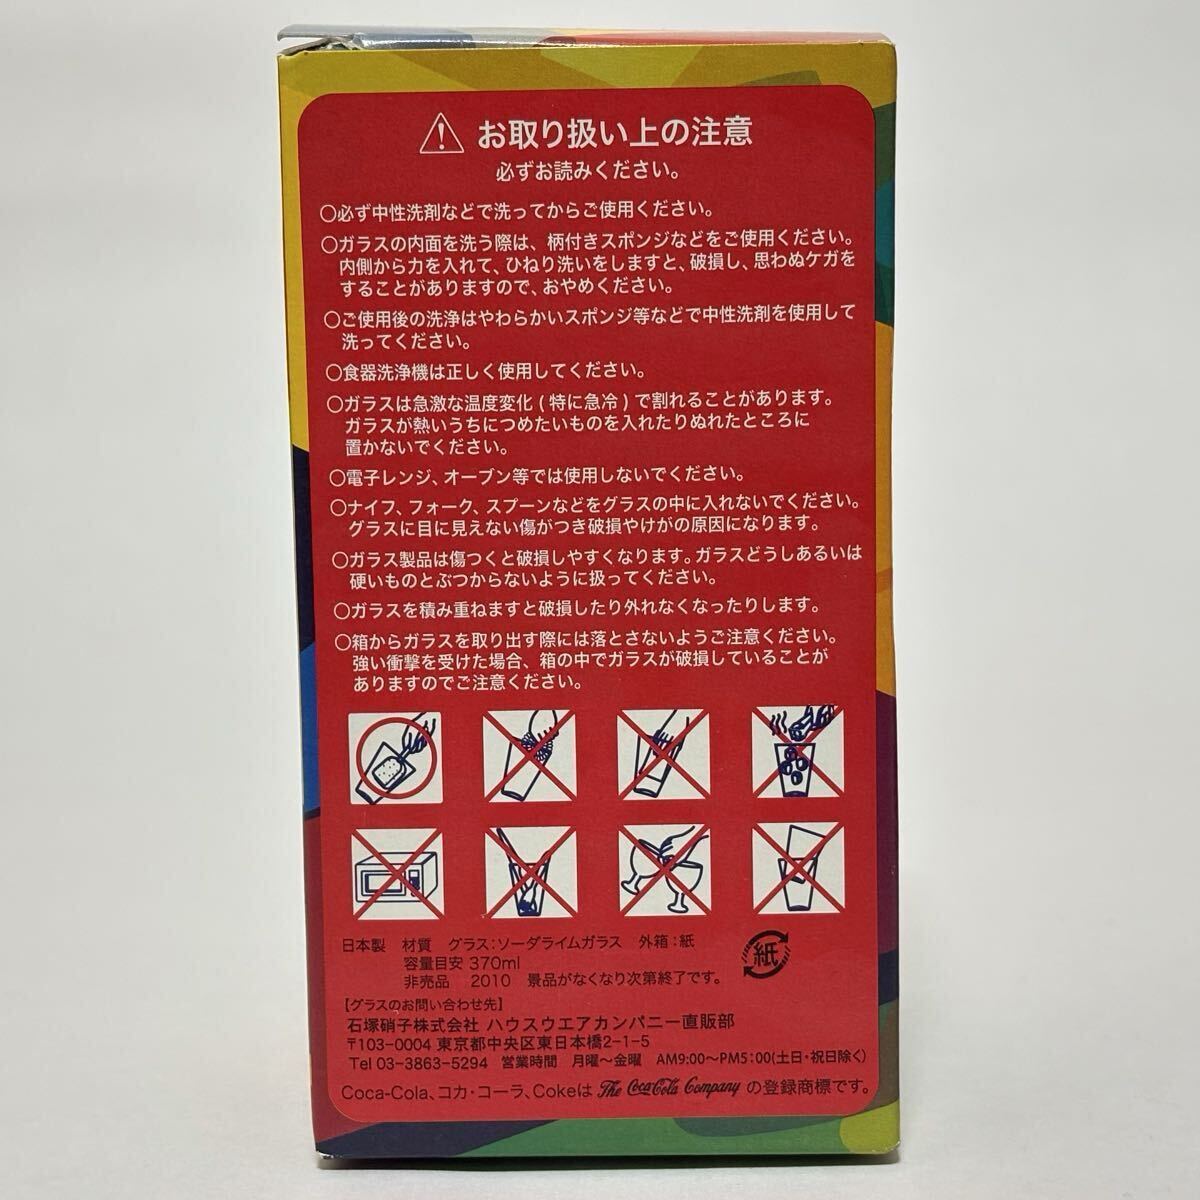 お取り扱い上の注意
必ずお読みください。
○必ず中性洗剤などで洗ってからご使用ください。
○ガラスの内面を洗う際は、柄付きスポンジなどをご使用ください。
内側から力を入れて、ひねり洗いをしますと、破損し、思わぬケガを
することがありますので、おやめください。
○ご使用後の洗浄はやわらかいスポンジ等などで中性洗剤を使用して
洗ってください。
○食器洗浄機は正しく使用してください。
○ガラスは急激な温度変化(特に急冷)で割れることがあります。
ガラスが熱いうちにつめたいものを入れたりぬれたところに
置かないでください。
○電子レンジ、オーブン等では使用しないでください。
○ナイフ、フォーク、スプーンなどをグラスの中に入れないでください。
グラスに目に見えない傷がつき破損やけがの原因になります。
○ガラス製品は傷つくと破損しやすくなります。ガラスどうしあるいは
硬いものとぶつからないように扱ってください。
○ガラスを積み重ねますと破損したり外れなくなったりします。
○箱からガラスを取り出す際には落とさないようご注意ください。
強い衝撃を受けた場合、箱の中でガラスが破損していることが
ありますのでご注意ください。
日本製 材質 グラス:ソーダライムガラス 外箱:紙
紙
容量目安 370ml
非売品 2010 景品がなくなり次第終了です。
【グラスのお問い合わせ先】
石塚硝子株式会社 ハウスウエアカンパニー直販部
〒103-0004 東京都中央区東日本橋2-1-5
Tel 03-3863-5294 営業時間 月曜〜金曜 AM9:00〜PM5:00(土日・祝日除く)
Coca-Cola、コカ・コーラ、Cokeは The Coca-Cola Company の登録商標です。